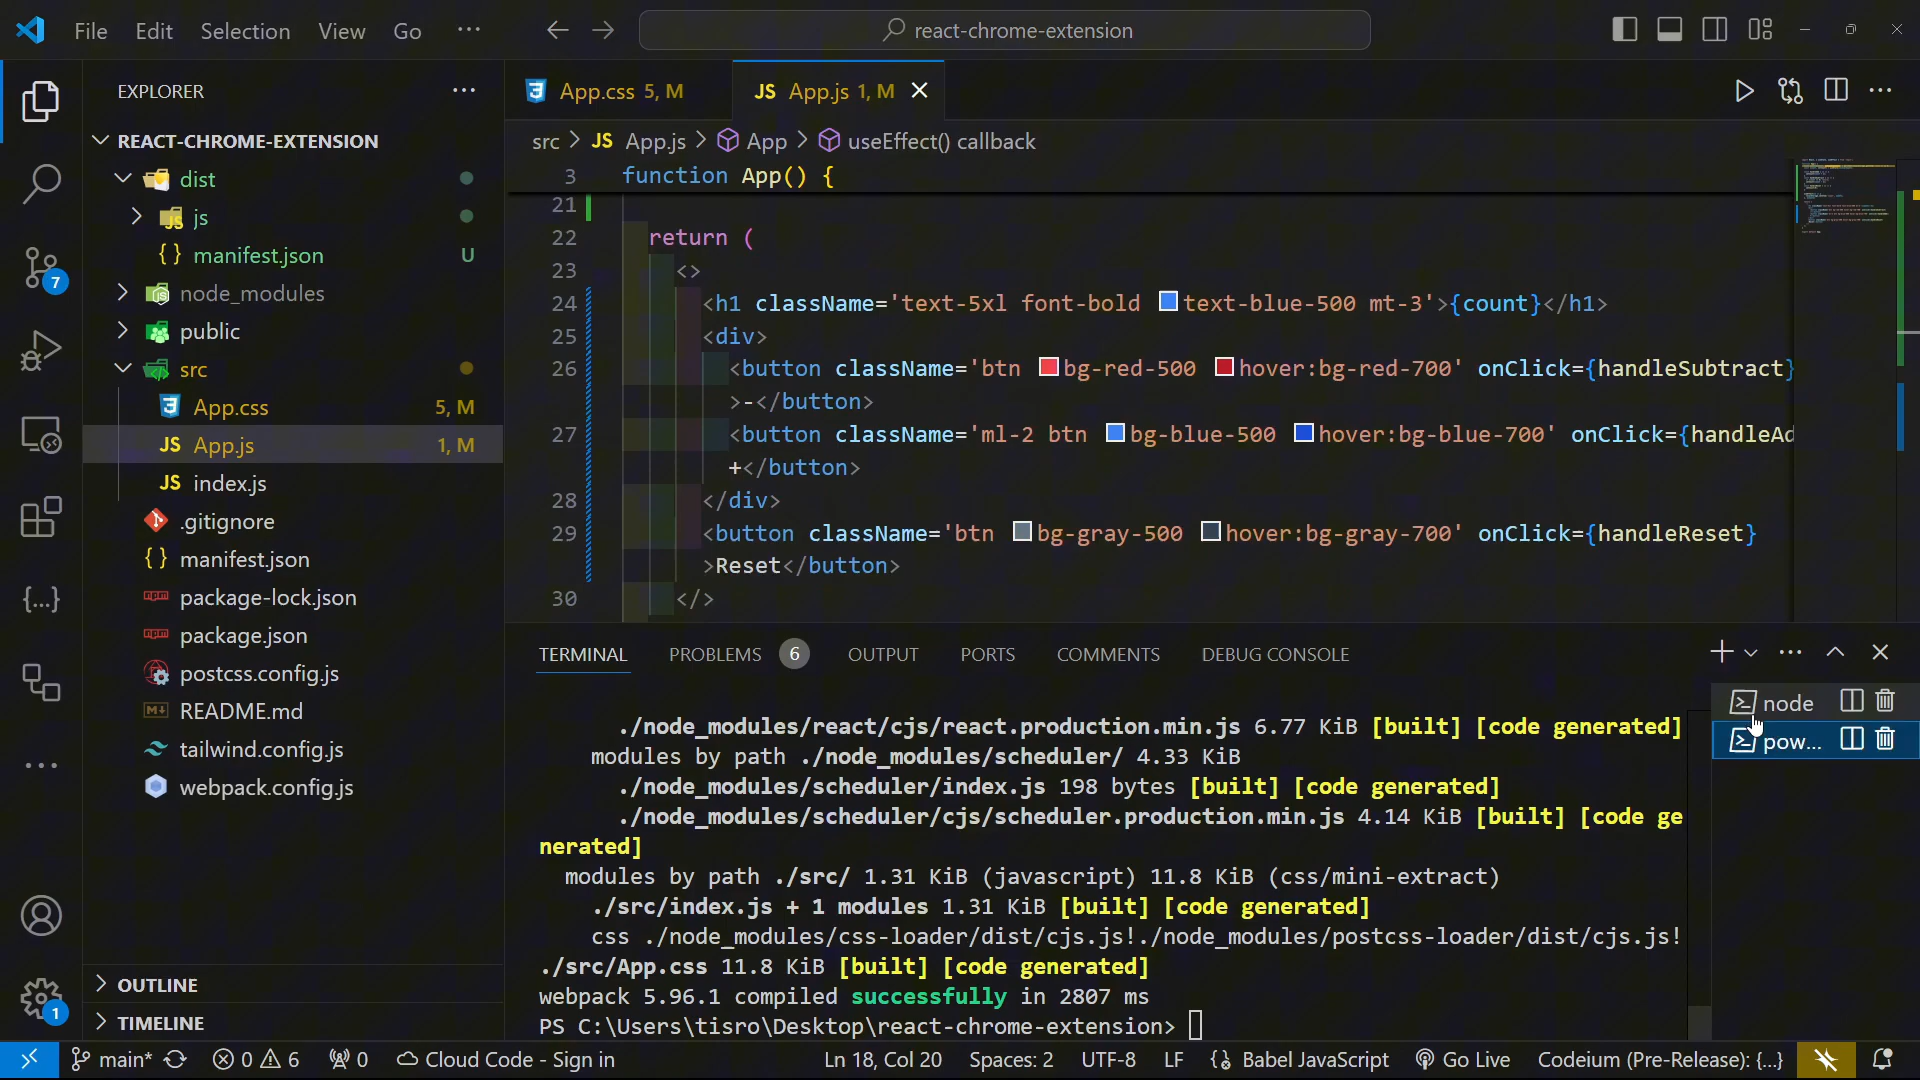 File Edit Selection View Go ··· react-chrome-extension
EXPLORER ···
REACT-CHROME-EXTENSION
dist
JS js
{} manifest.json U
node_modules
public
src
App.css 5, M
JS App.js 1, M
JS index.js
.gitignore
{} manifest.json
package-lock.json
package.json
postcss.config.js
README.md
tailwind.config.js
webpack.config.js
OUTLINE
TIMELINE
7
{...}
1
App.css 5, M JS App.js 1, M
src > JS App.js > App > useEffect() callback
3 function App() {
21
22 return (
23 <>
24 <h1 className='text-5xl font-bold text-blue-500 mt-3'>{count}</h1>
25 <div>
26 <button className='btn bg-red-500 hover:bg-red-700' onClick={handleSubtract}
>-</button>
27 <button className='ml-2 btn bg-blue-500 hover:bg-blue-700' onClick={handleAd
+</button>
28 </div>
29 <button className='btn bg-gray-500 hover:bg-gray-700' onClick={handleReset}
>Reset</button>
30 </>
TERMINAL PROBLEMS 6 OUTPUT PORTS COMMENTS DEBUG CONSOLE
node
pow...
./node_modules/react/cjs/react.production.min.js 6.77 KiB [built] [code generated]
modules by path ./node_modules/scheduler/ 4.33 KiB
./node_modules/scheduler/index.js 198 bytes [built] [code generated]
./node_modules/scheduler/cjs/scheduler.production.min.js 4.14 KiB [built] [code ge
nerated]
modules by path ./src/ 1.31 KiB (javascript) 11.8 KiB (css/mini-extract)
./src/index.js + 1 modules 1.31 KiB [built] [code generated]
css ./node_modules/css-loader/dist/cjs.js!./node_modules/postcss-loader/dist/cjs.js!
./src/App.css 11.8 KiB [built] [code generated]
webpack 5.96.1 compiled successfully in 2807 ms
PS C:\Users\tisro\Desktop\react-chrome-extension>
main* 0 6 0 Cloud Code - Sign in Ln 18, Col 20 Spaces: 2 UTF-8 LF {} Babel JavaScript Go Live Codeium (Pre-Release): {...}